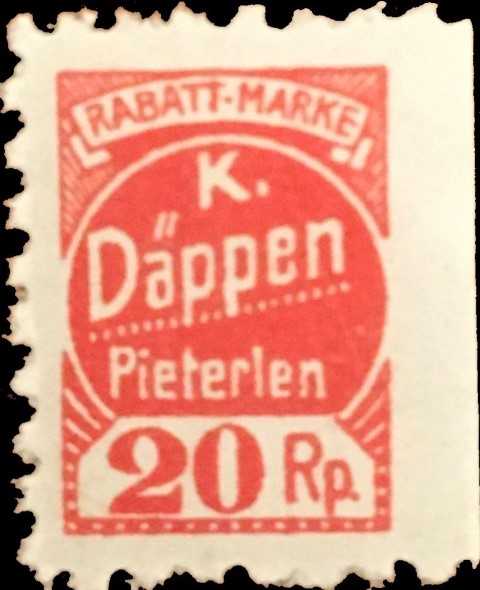 RABATT-MARKE
K.
Däppen
Pieterlen
20 Rp.